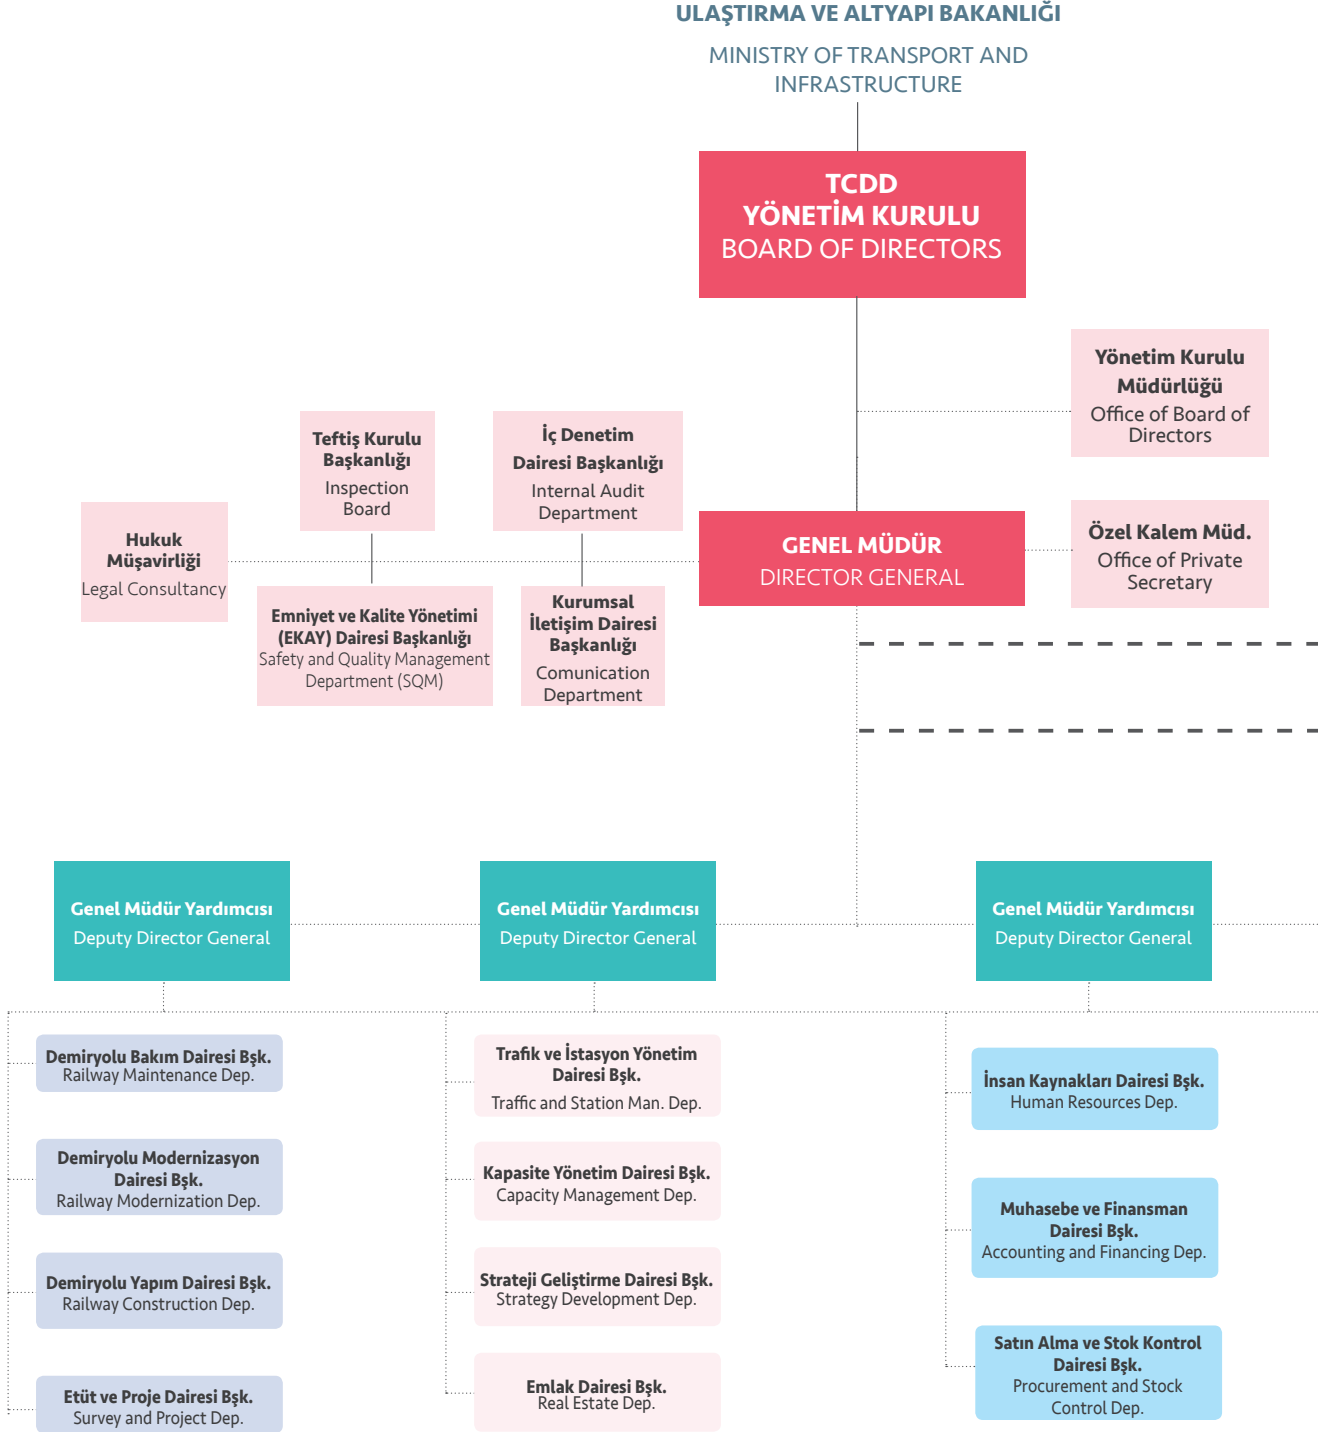 ULAŞTIRMA VE ALTYAPI BAKANLIĞI
MINISTRY OF TRANSPORT AND
INFRASTRUCTURE
TCDD
YÖNETİM KURULU
BOARD OF DIRECTORS
Yönetim Kurulu
Müdürlüğü
Office of Board of
Directors
Teftiş Kurulu
Başkanlığı
Inspection
Board
İç Denetim
Dairesi Başkanlığı
Internal Audit
Department
Hukuk
Müşavirliği
Legal Consultancy
GENEL MÜDÜR
DIRECTOR GENERAL
Özel Kalem Müd.
Office of Private
Secretary
Emniyet ve Kalite Yönetimi
(EKAY) Dairesi Başkanlığı
Safety and Quality Management
Department (SQM)
Kurumsal
İletişim Dairesi
Başkanlığı
Comunication
Department
Genel Müdür Yardımcısı
Deputy Director General
Genel Müdür Yardımcısı
Deputy Director General
Genel Müdür Yardımcısı
Deputy Director General
Demiryolu Bakım Dairesi Bşk.
Railway Maintenance Dep.
Demiryolu Modernizasyon
Dairesi Bşk.
Railway Modernization Dep.
Demiryolu Yapım Dairesi Bşk.
Railway Construction Dep.
Etüt ve Proje Dairesi Bşk.
Survey and Project Dep.
Trafik ve İstasyon Yönetim
Dairesi Bşk.
Traffic and Station Man. Dep.
Kapasite Yönetim Dairesi Bşk.
Capacity Management Dep.
Strateji Geliştirme Dairesi Bşk.
Strategy Development Dep.
Emlak Dairesi Bşk.
Real Estate Dep.
İnsan Kaynakları Dairesi Bşk.
Human Resources Dep.
Muhasebe ve Finansman
Dairesi Bşk.
Accounting and Financing Dep.
Satın Alma ve Stok Kontrol
Dairesi Bşk.
Procurement and Stock
Control Dep.